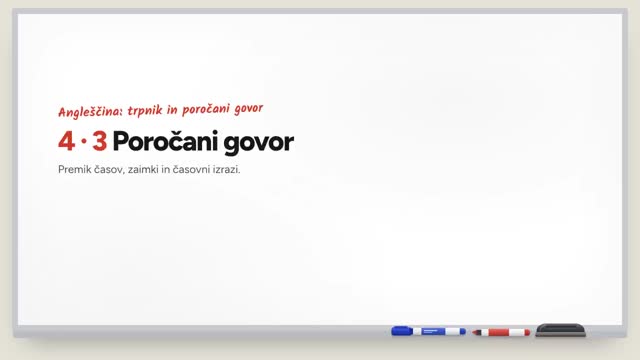 Angleščina: trpnik in poročani govor
4 · 3 Poročani govor
Premik časov, zaimki in časovni izrazi.